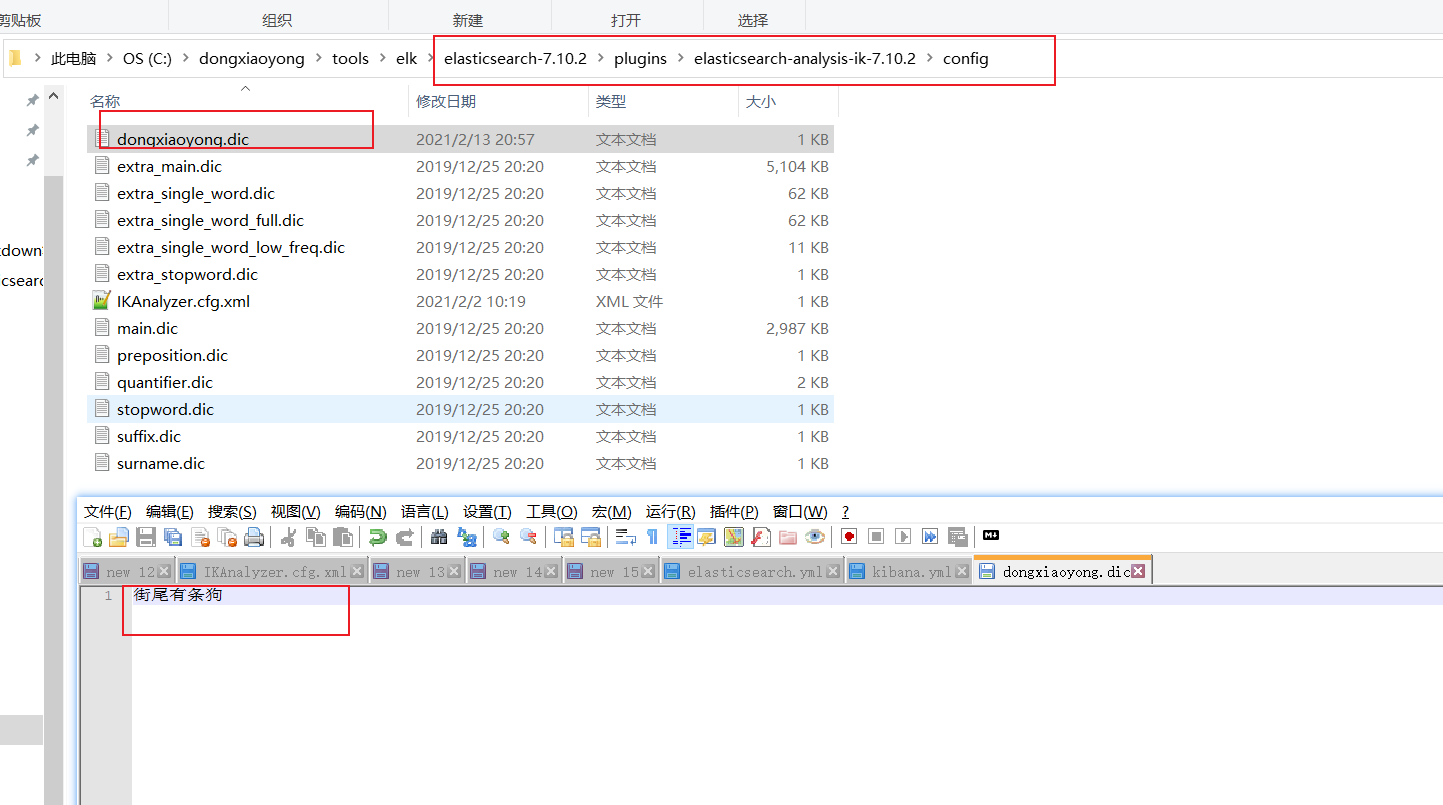 剪贴板 组织 新建 打开 选择
此电脑 OS (C:) dongxiaoyong tools elk elasticsearch-7.10.2 plugins elasticsearch-analysis-ik-7.10.2 config
名称 修改日期 类型 大小
dongxiaoyong.dic 2021/2/13 20:57 文本文档 1 KB
extra_main.dic 2019/12/25 20:20 文本文档 5,104 KB
extra_single_word.dic 2019/12/25 20:20 文本文档 62 KB
extra_single_word_full.dic 2019/12/25 20:20 文本文档 62 KB
extra_single_word_low_freq.dic 2019/12/25 20:20 文本文档 11 KB
extra_stopword.dic 2019/12/25 20:20 文本文档 1 KB
IKAnalyzer.cfg.xml 2021/2/2 10:19 XML 文件 1 KB
main.dic 2019/12/25 20:20 文本文档 2,987 KB
preposition.dic 2019/12/25 20:20 文本文档 1 KB
quantifier.dic 2019/12/25 20:20 文本文档 2 KB
stopword.dic 2019/12/25 20:20 文本文档 1 KB
suffix.dic 2019/12/25 20:20 文本文档 1 KB
surname.dic 2019/12/25 20:20 文本文档 1 KB
文件(F) 编辑(E) 搜索(S) 视图(V) 编码(N) 语言(L) 设置(T) 工具(O) 宏(M) 运行(R) 插件(P) 窗口(W) ?
new 12 IKAnalyzer.cfg.xml new 13 new 14 new 15 elasticsearch.yml kibana.yml dongxiaoyong.dic
1 街尾有条狗